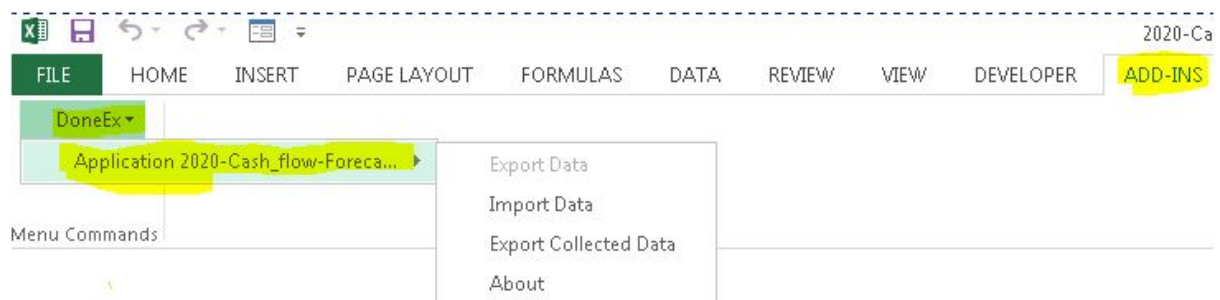 2020-Ca
FILE HOME INSERT PAGE LAYOUT FORMULAS DATA REVIEW VIEW DEVELOPER ADD-INS
DoneEx
Application 2020-Cash_flow-Foreca...
Export Data
Import Data
Export Collected Data
Menu Commands
About